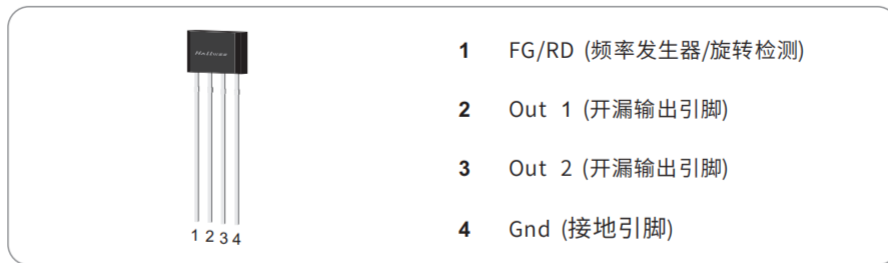 1 FG/RD (频率发生器/旋转检测)
2 Out 1 (开漏输出引脚)
3 Out 2 (开漏输出引脚)
4 Gnd (接地引脚)
1 2 3 4